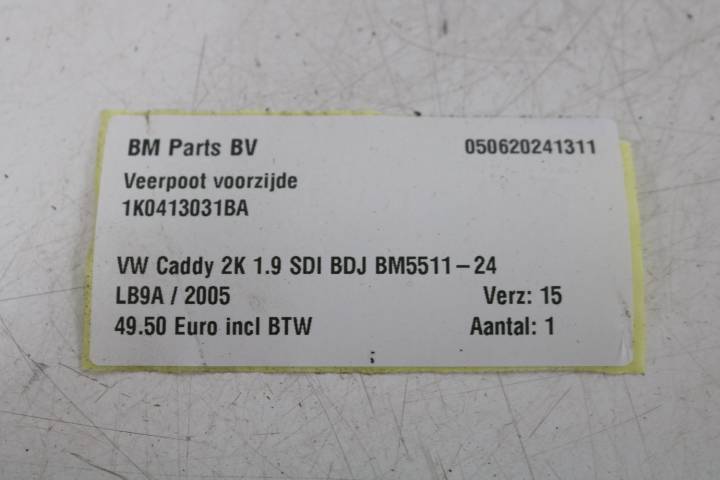 BM Parts BV 050620241311
Veerpoot voorzijde
1K0413031BA
VW Caddy 2K 1.9 SDI BDJ BM5511-24
LB9A / 2005 Verz: 15
49.50 Euro incl BTW Aantal: 1